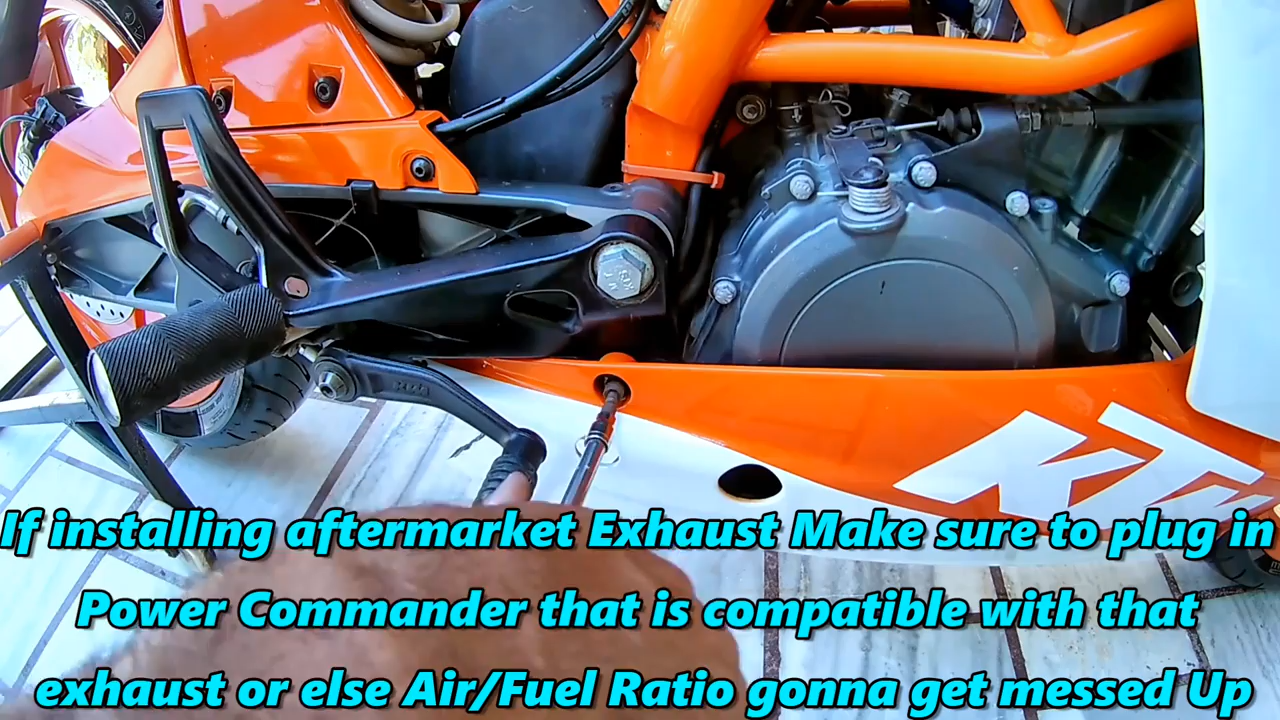 KTM
If installing aftermarket Exhaust Make sure to plug in
Power Commander that is compatible with that
exhaust or else Air/Fuel Ratio gonna get messed Up